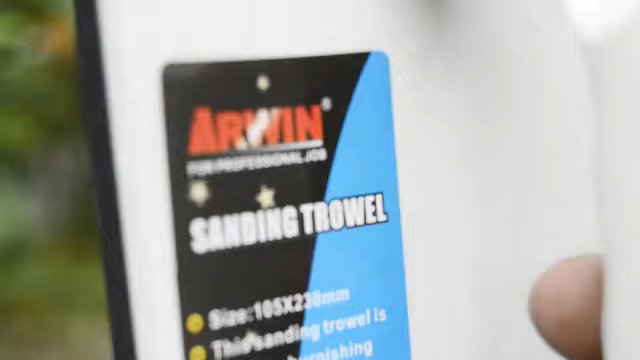 ARWIN®
FOR PROFESSIONAL JOB
SANDING TROWEL
Size:105X230mm
This sanding trowel is
burnishing